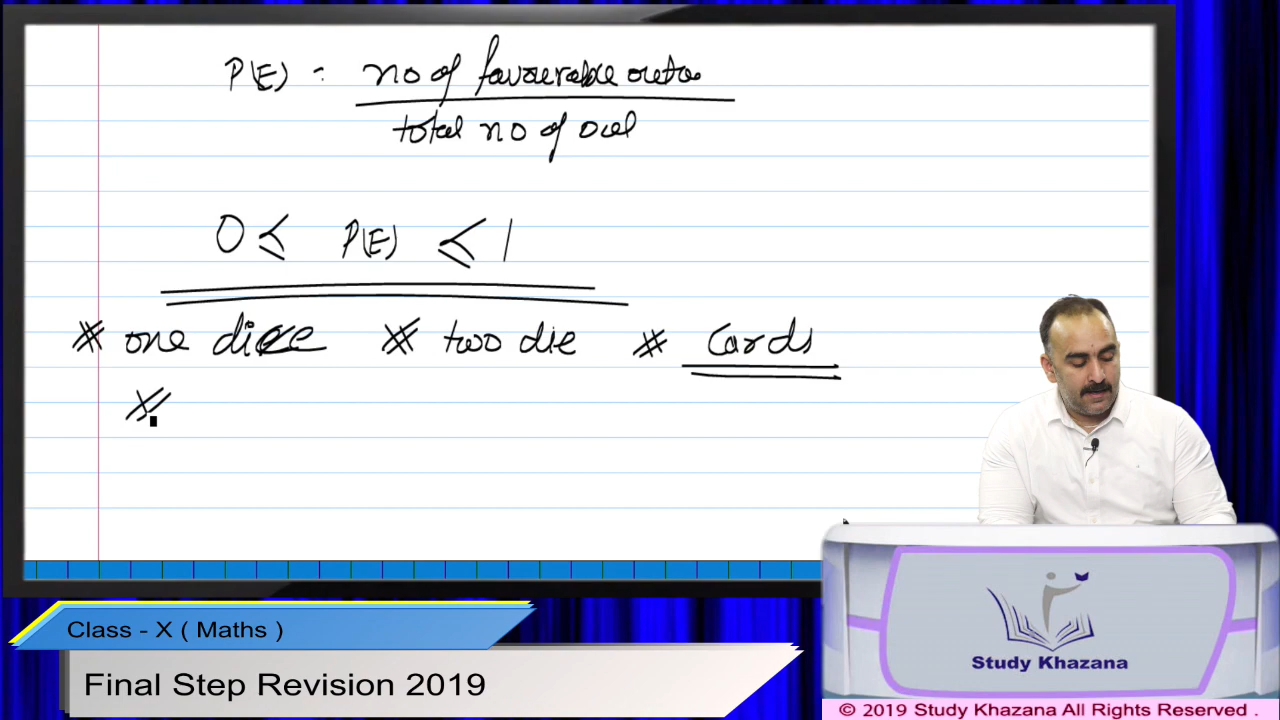 P(E) = no of favourable outco
total no of out
0 ≤ P(E) ≤ 1
* one dice * two die * Cards
*
Class - X ( Maths )
Final Step Revision 2019
Study Khazana
© 2019 Study Khazana All Rights Reserved .